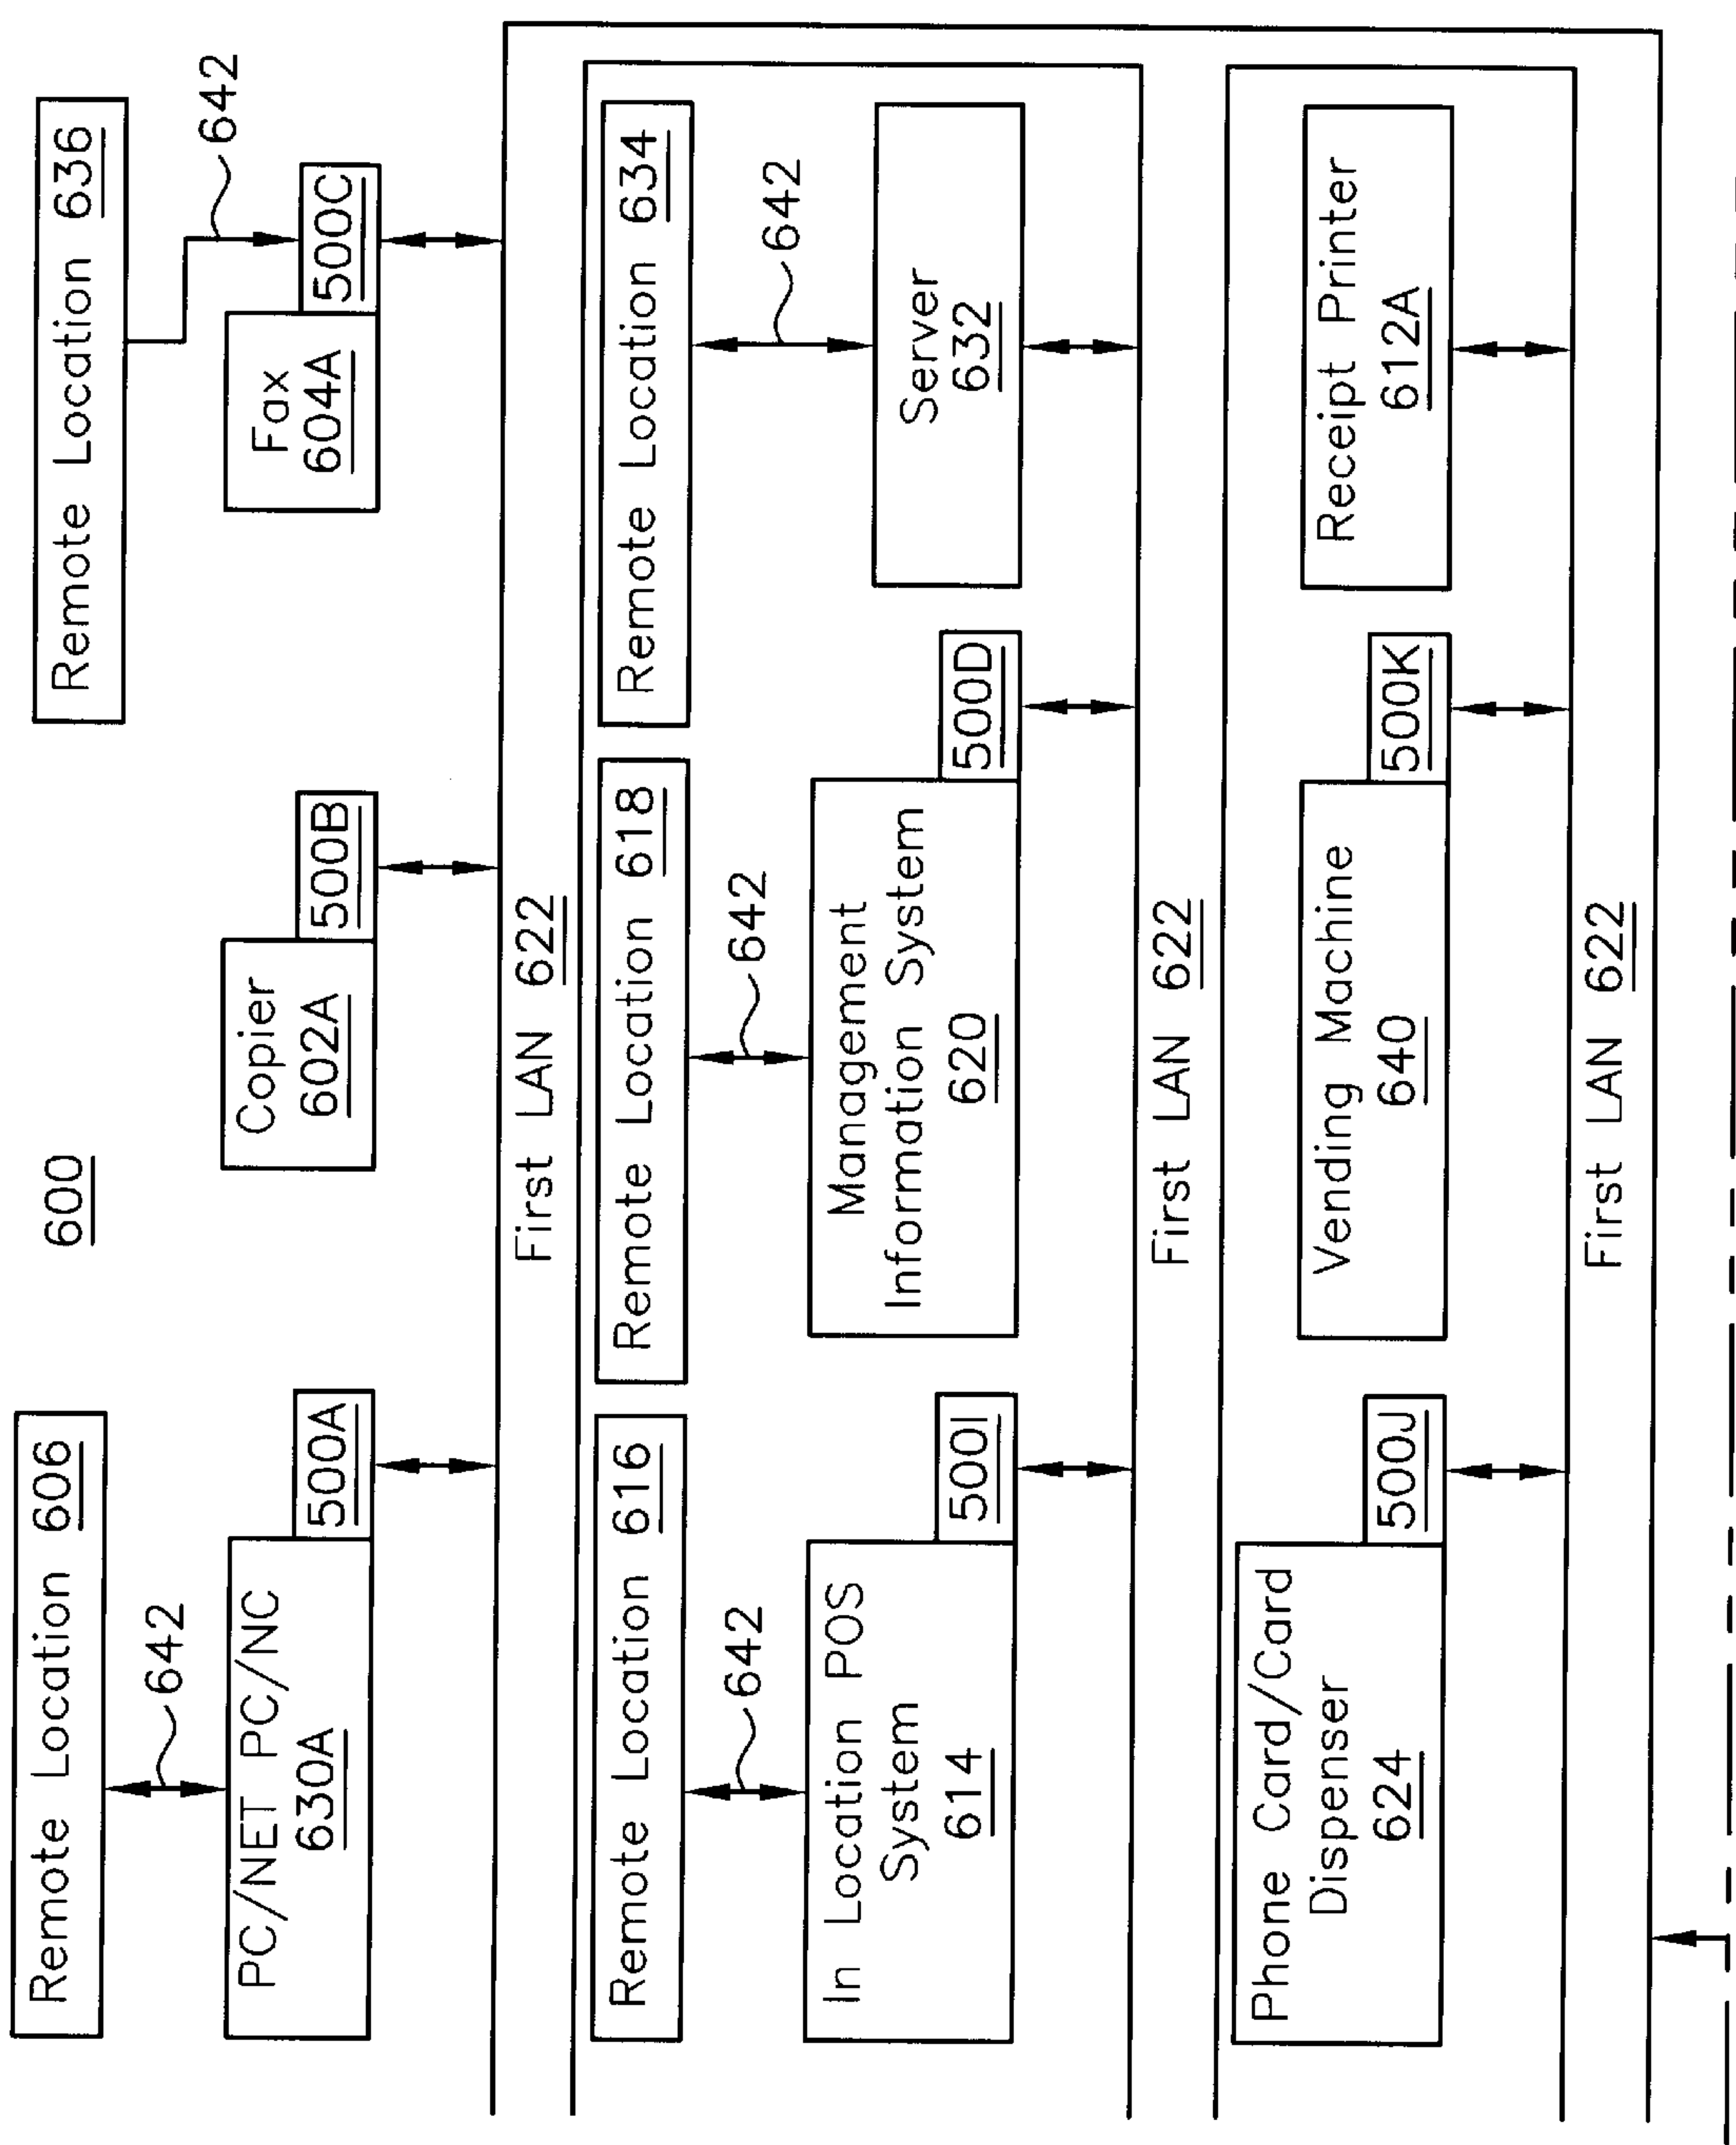 600
Remote Location 606
642
PC/NET PC/NC
630A
500A
Copier
602A
500B
Remote Location 636
642
Fax
604A
500C
First LAN 622
Remote Location 616
642
In Location POS
System
614
500I
Remote Location 618
642
Management
Information System
620
500D
Remote Location 634
642
Server
632
First LAN 622
Phone Card/Card
Dispenser
624
500J
Vending Machine
640
500K
Receipt Printer
612A
First LAN 622